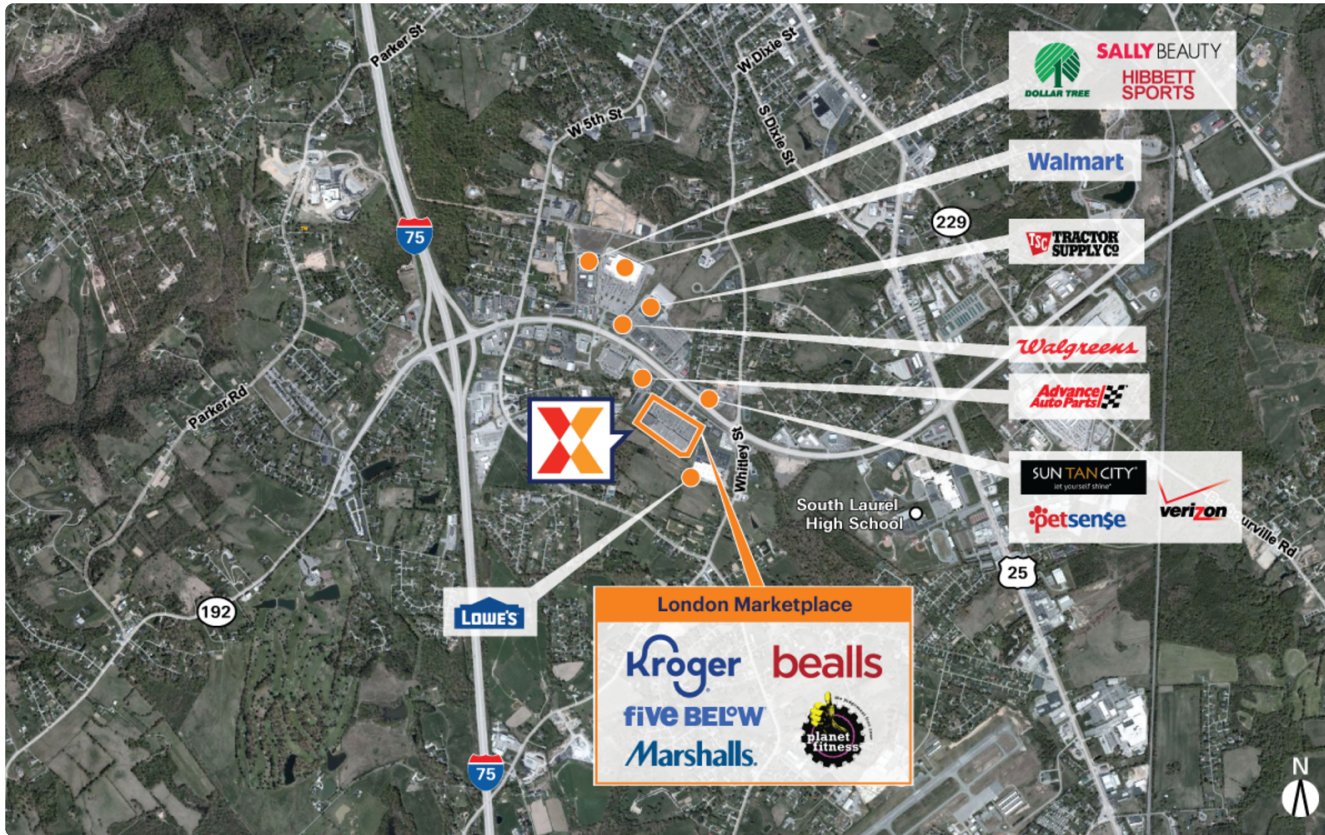 Parker St
W 5th St
W Dixie St
S Dixie St
DOLLAR TREE
SALLY BEAUTY
HIBBETT
SPORTS
Walmart
229
75
TSC TRACTOR
SUPPLY CO
Walgreens
Advance
Auto Parts
Parker Rd
Whitley St
SUN TAN CITY
let yourself shine
petsen$e
verizon
South Laurel
High School
urville Rd
25
192
LOWE'S
London Marketplace
Kroger
bealls
five BELOW
planet
fitness
Marshalls.
75
N